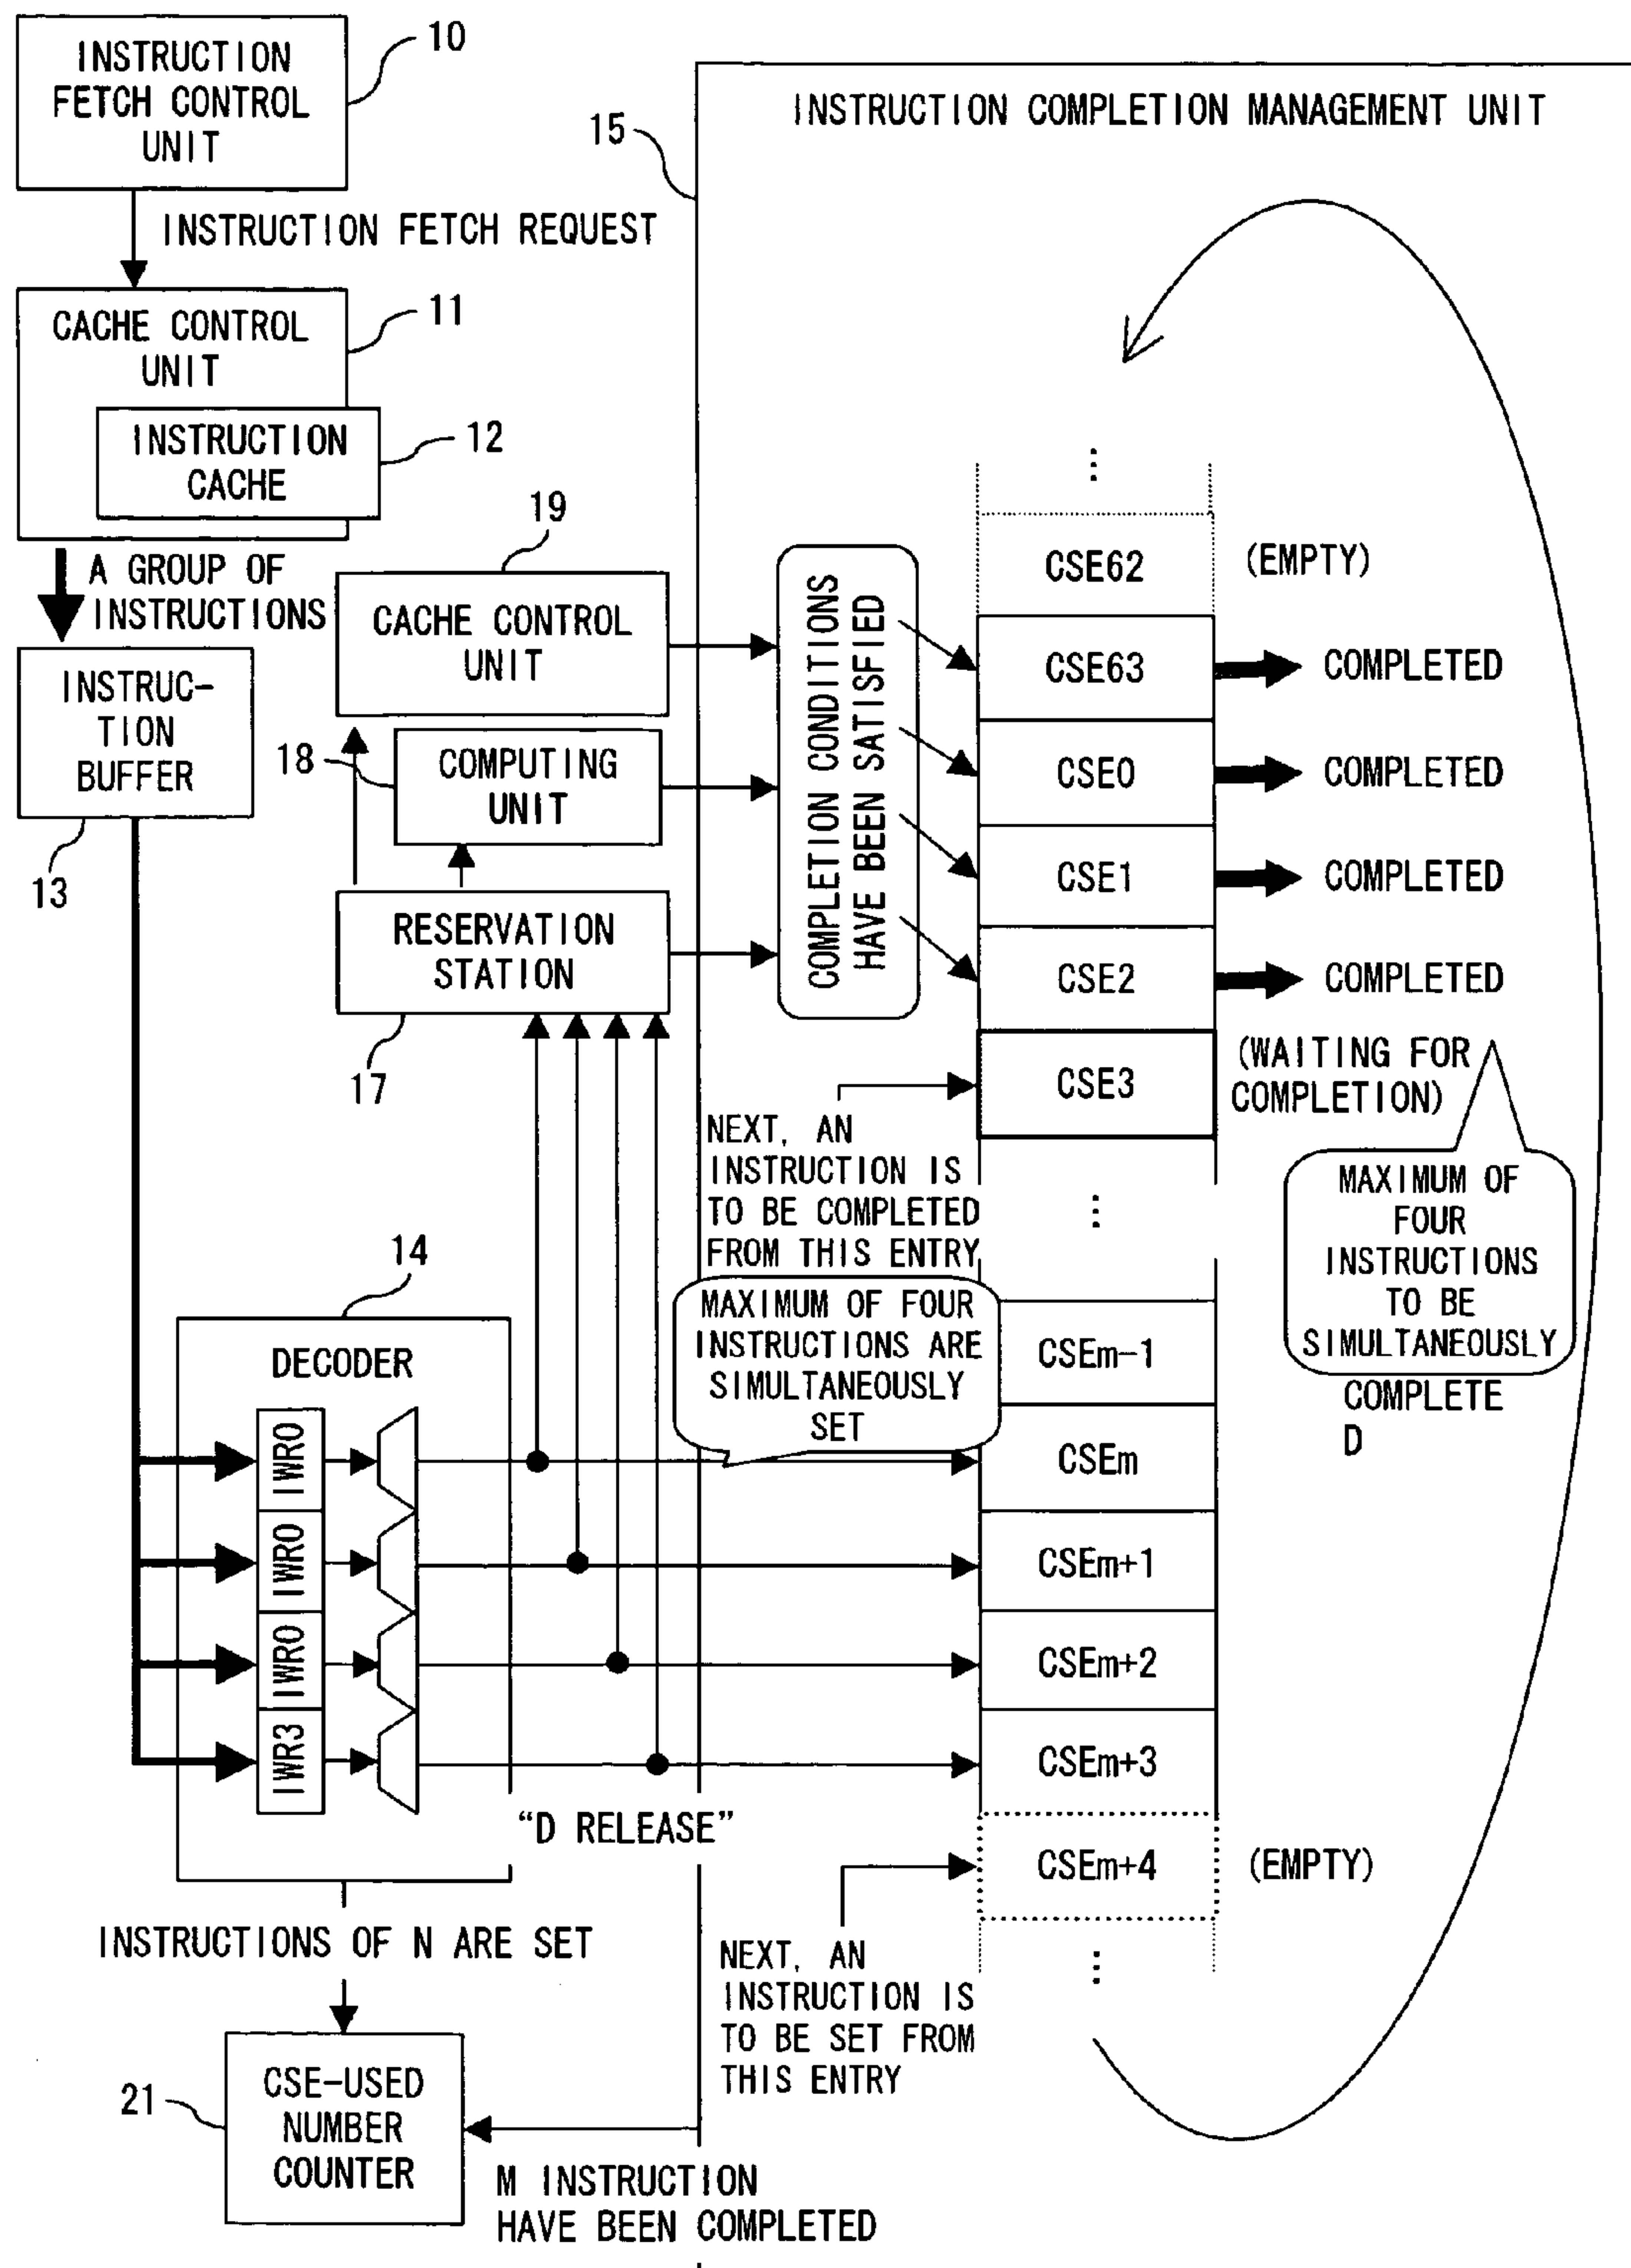 INSTRUCTION
FETCH CONTROL
UNIT
10
INSTRUCTION FETCH REQUEST
CACHE CONTROL
UNIT
11
INSTRUCTION
CACHE
12
A GROUP OF
INSTRUCTIONS
INSTRUC-
TION
BUFFER
13
19
CACHE CONTROL
UNIT
18
COMPUTING
UNIT
RESERVATION
STATION
17
14
DECODER
IWR0
IWR0
IWR0
IWR3
"D RELEASE"
INSTRUCTIONS OF N ARE SET
21
CSE-USED
NUMBER
COUNTER
M INSTRUCTION
HAVE BEEN COMPLETED
15
INSTRUCTION COMPLETION MANAGEMENT UNIT
COMPLETION CONDITIONS
HAVE BEEN SATISFIED
⋮
CSE62
(EMPTY)
CSE63
COMPLETED
CSE0
COMPLETED
CSE1
COMPLETED
CSE2
COMPLETED
CSE3
(WAITING FOR
COMPLETION)
NEXT, AN
INSTRUCTION IS
TO BE COMPLETED
FROM THIS ENTRY
⋮
MAXIMUM OF
FOUR
INSTRUCTIONS
TO BE
SIMULTANEOUSLY
COMPLETE
D
MAXIMUM OF FOUR
INSTRUCTIONS ARE
SIMULTANEOUSLY
SET
CSEm-1
CSEm
CSEm+1
CSEm+2
CSEm+3
CSEm+4
(EMPTY)
NEXT, AN
INSTRUCTION IS
TO BE SET FROM
THIS ENTRY
⋮